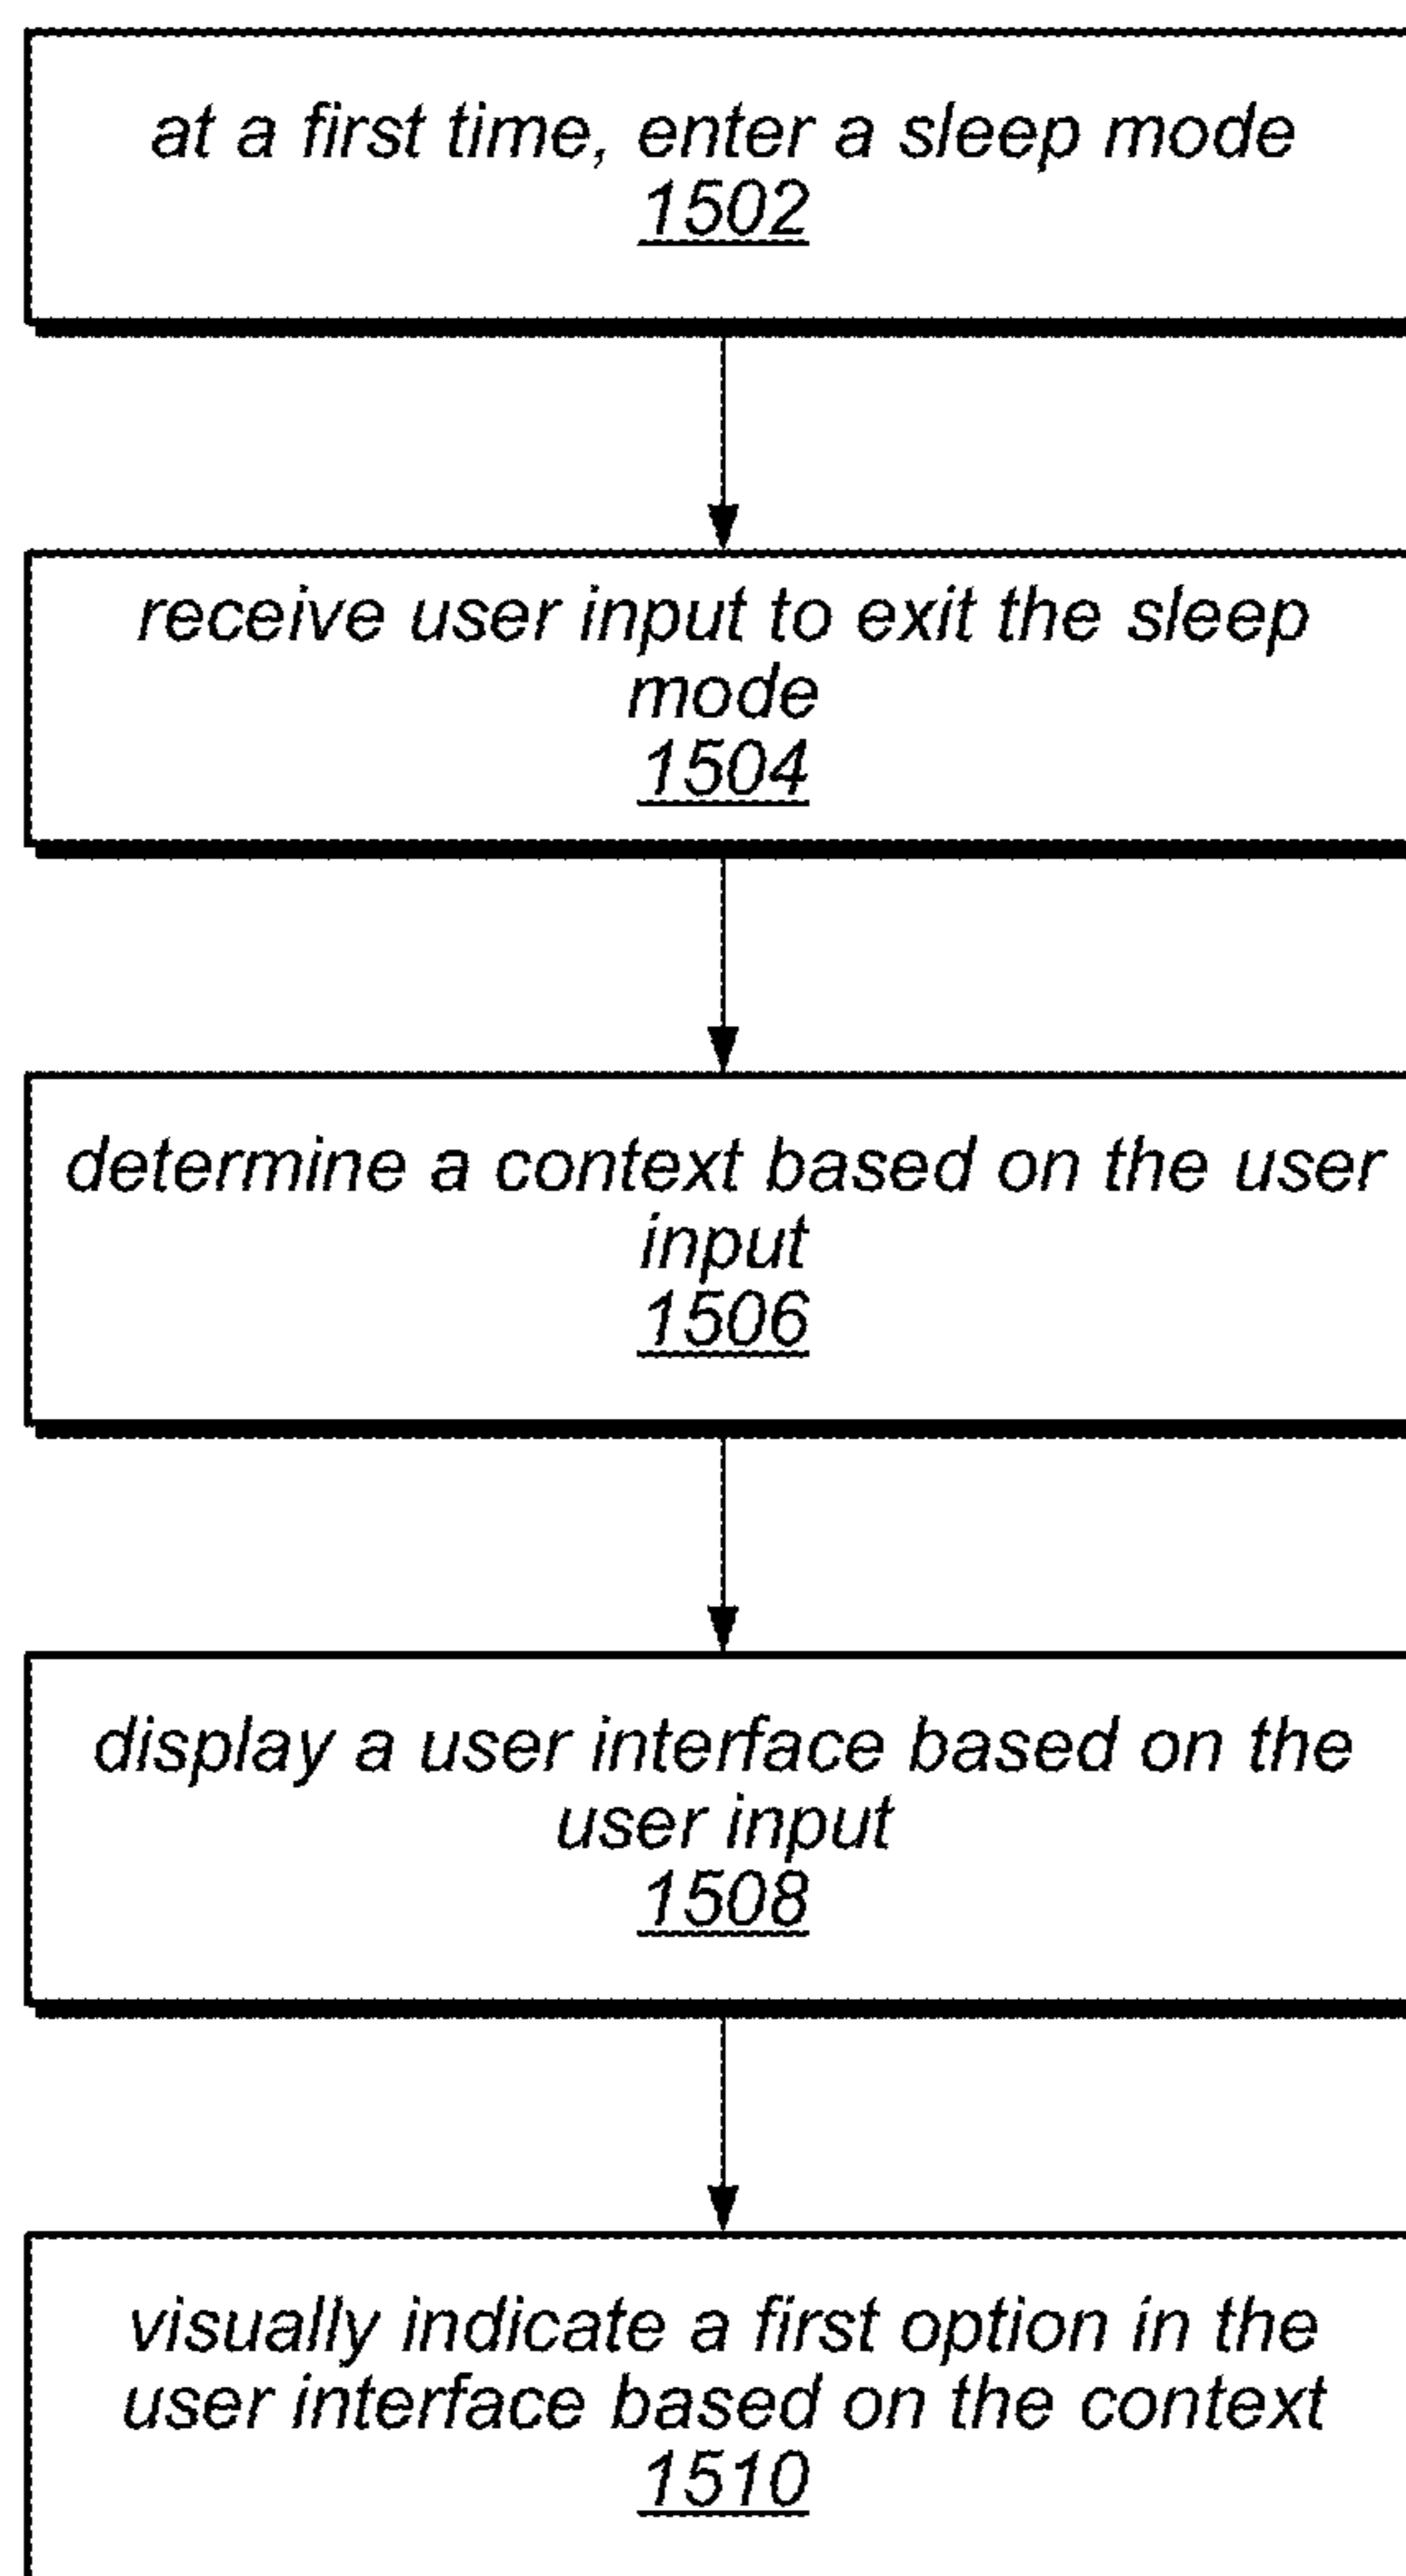 at a first time, enter a sleep mode
1502
receive user input to exit the sleep
mode
1504
determine a context based on the user
input
1506
display a user interface based on the
user input
1508
visually indicate a first option in the
user interface based on the context
1510